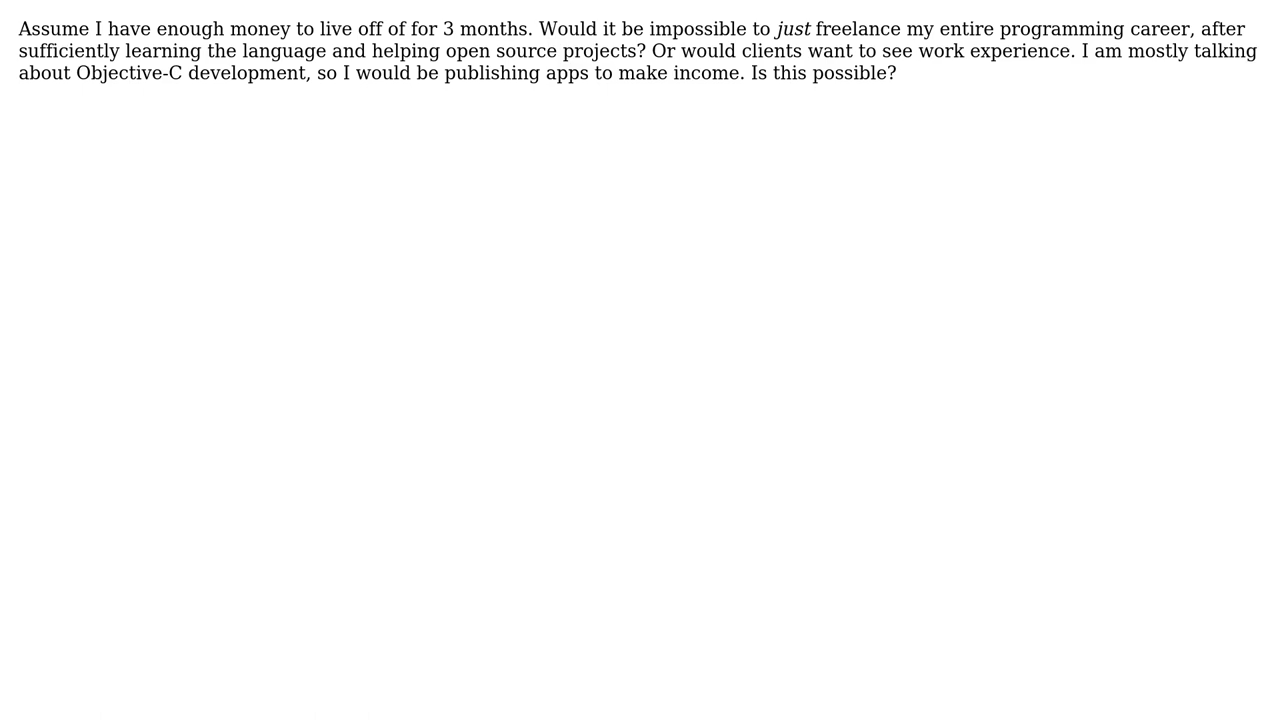 Assume I have enough money to live off of for 3 months. Would it be impossible to just freelance my entire programming career, after
sufficiently learning the language and helping open source projects? Or would clients want to see work experience. I am mostly talking
about Objective-C development, so I would be publishing apps to make income. Is this possible?